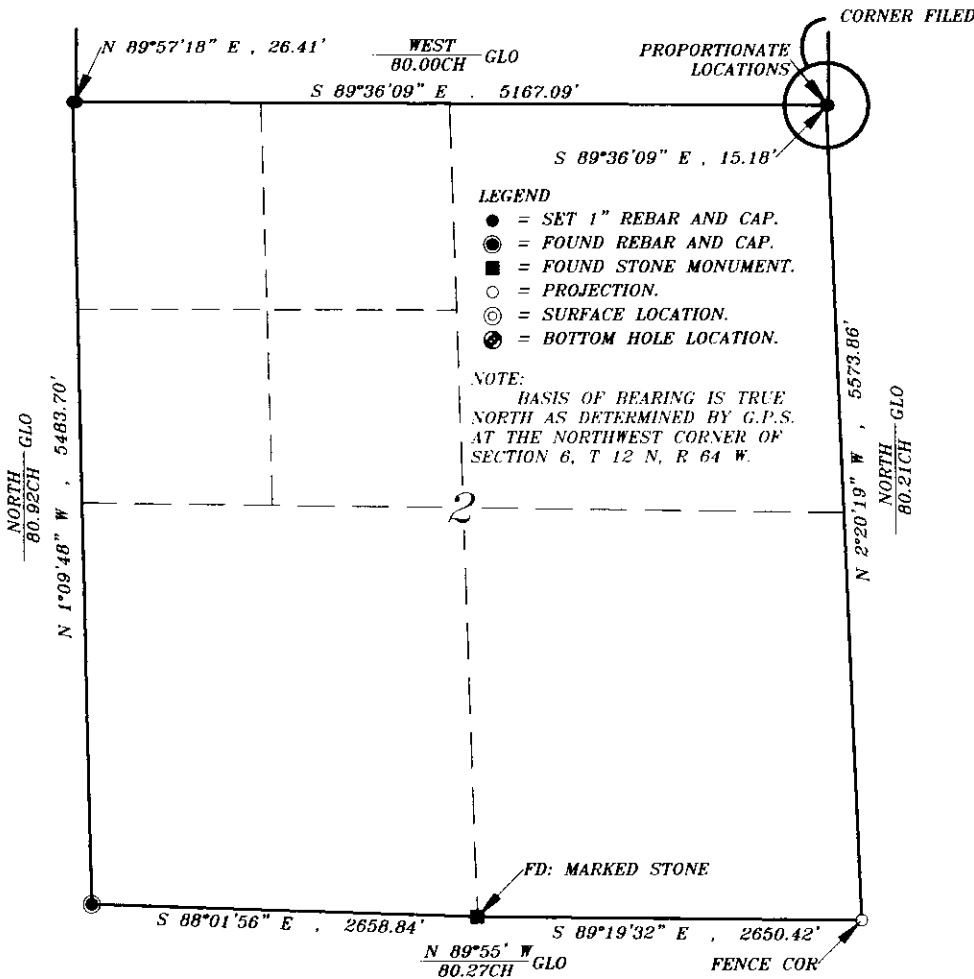 CORNER FILED
N 89°57'18" E , 26.41'
WEST
80.00CH GLO
PROPORTIONATE
LOCATIONS
S 89°36'09" E . 5167.09'
S 89°36'09" E , 15.18'
LEGEND
= SET 1" REBAR AND CAP.
= FOUND REBAR AND CAP.
= FOUND STONE MONUMENT.
= PROJECTION.
= SURFACE LOCATION.
= BOTTOM HOLE LOCATION.
NOTE:
BASIS OF BEARING IS TRUE
NORTH AS DETERMINED BY G.P.S.
AT THE NORTHWEST CORNER OF
SECTION 6, T 12 N, R 64 W.
NORTH
80.92CH GLO
N 1°09'48" W , 5483.70'
2
N 2°20'19" W , 5573.86'
NORTH
80.21CH GLO
FD: MARKED STONE
S 88°01'56" E , 2658.84'
S 89°19'32" E , 2650.42'
N 89°55' W
80.27CH GLO
FENCE COR